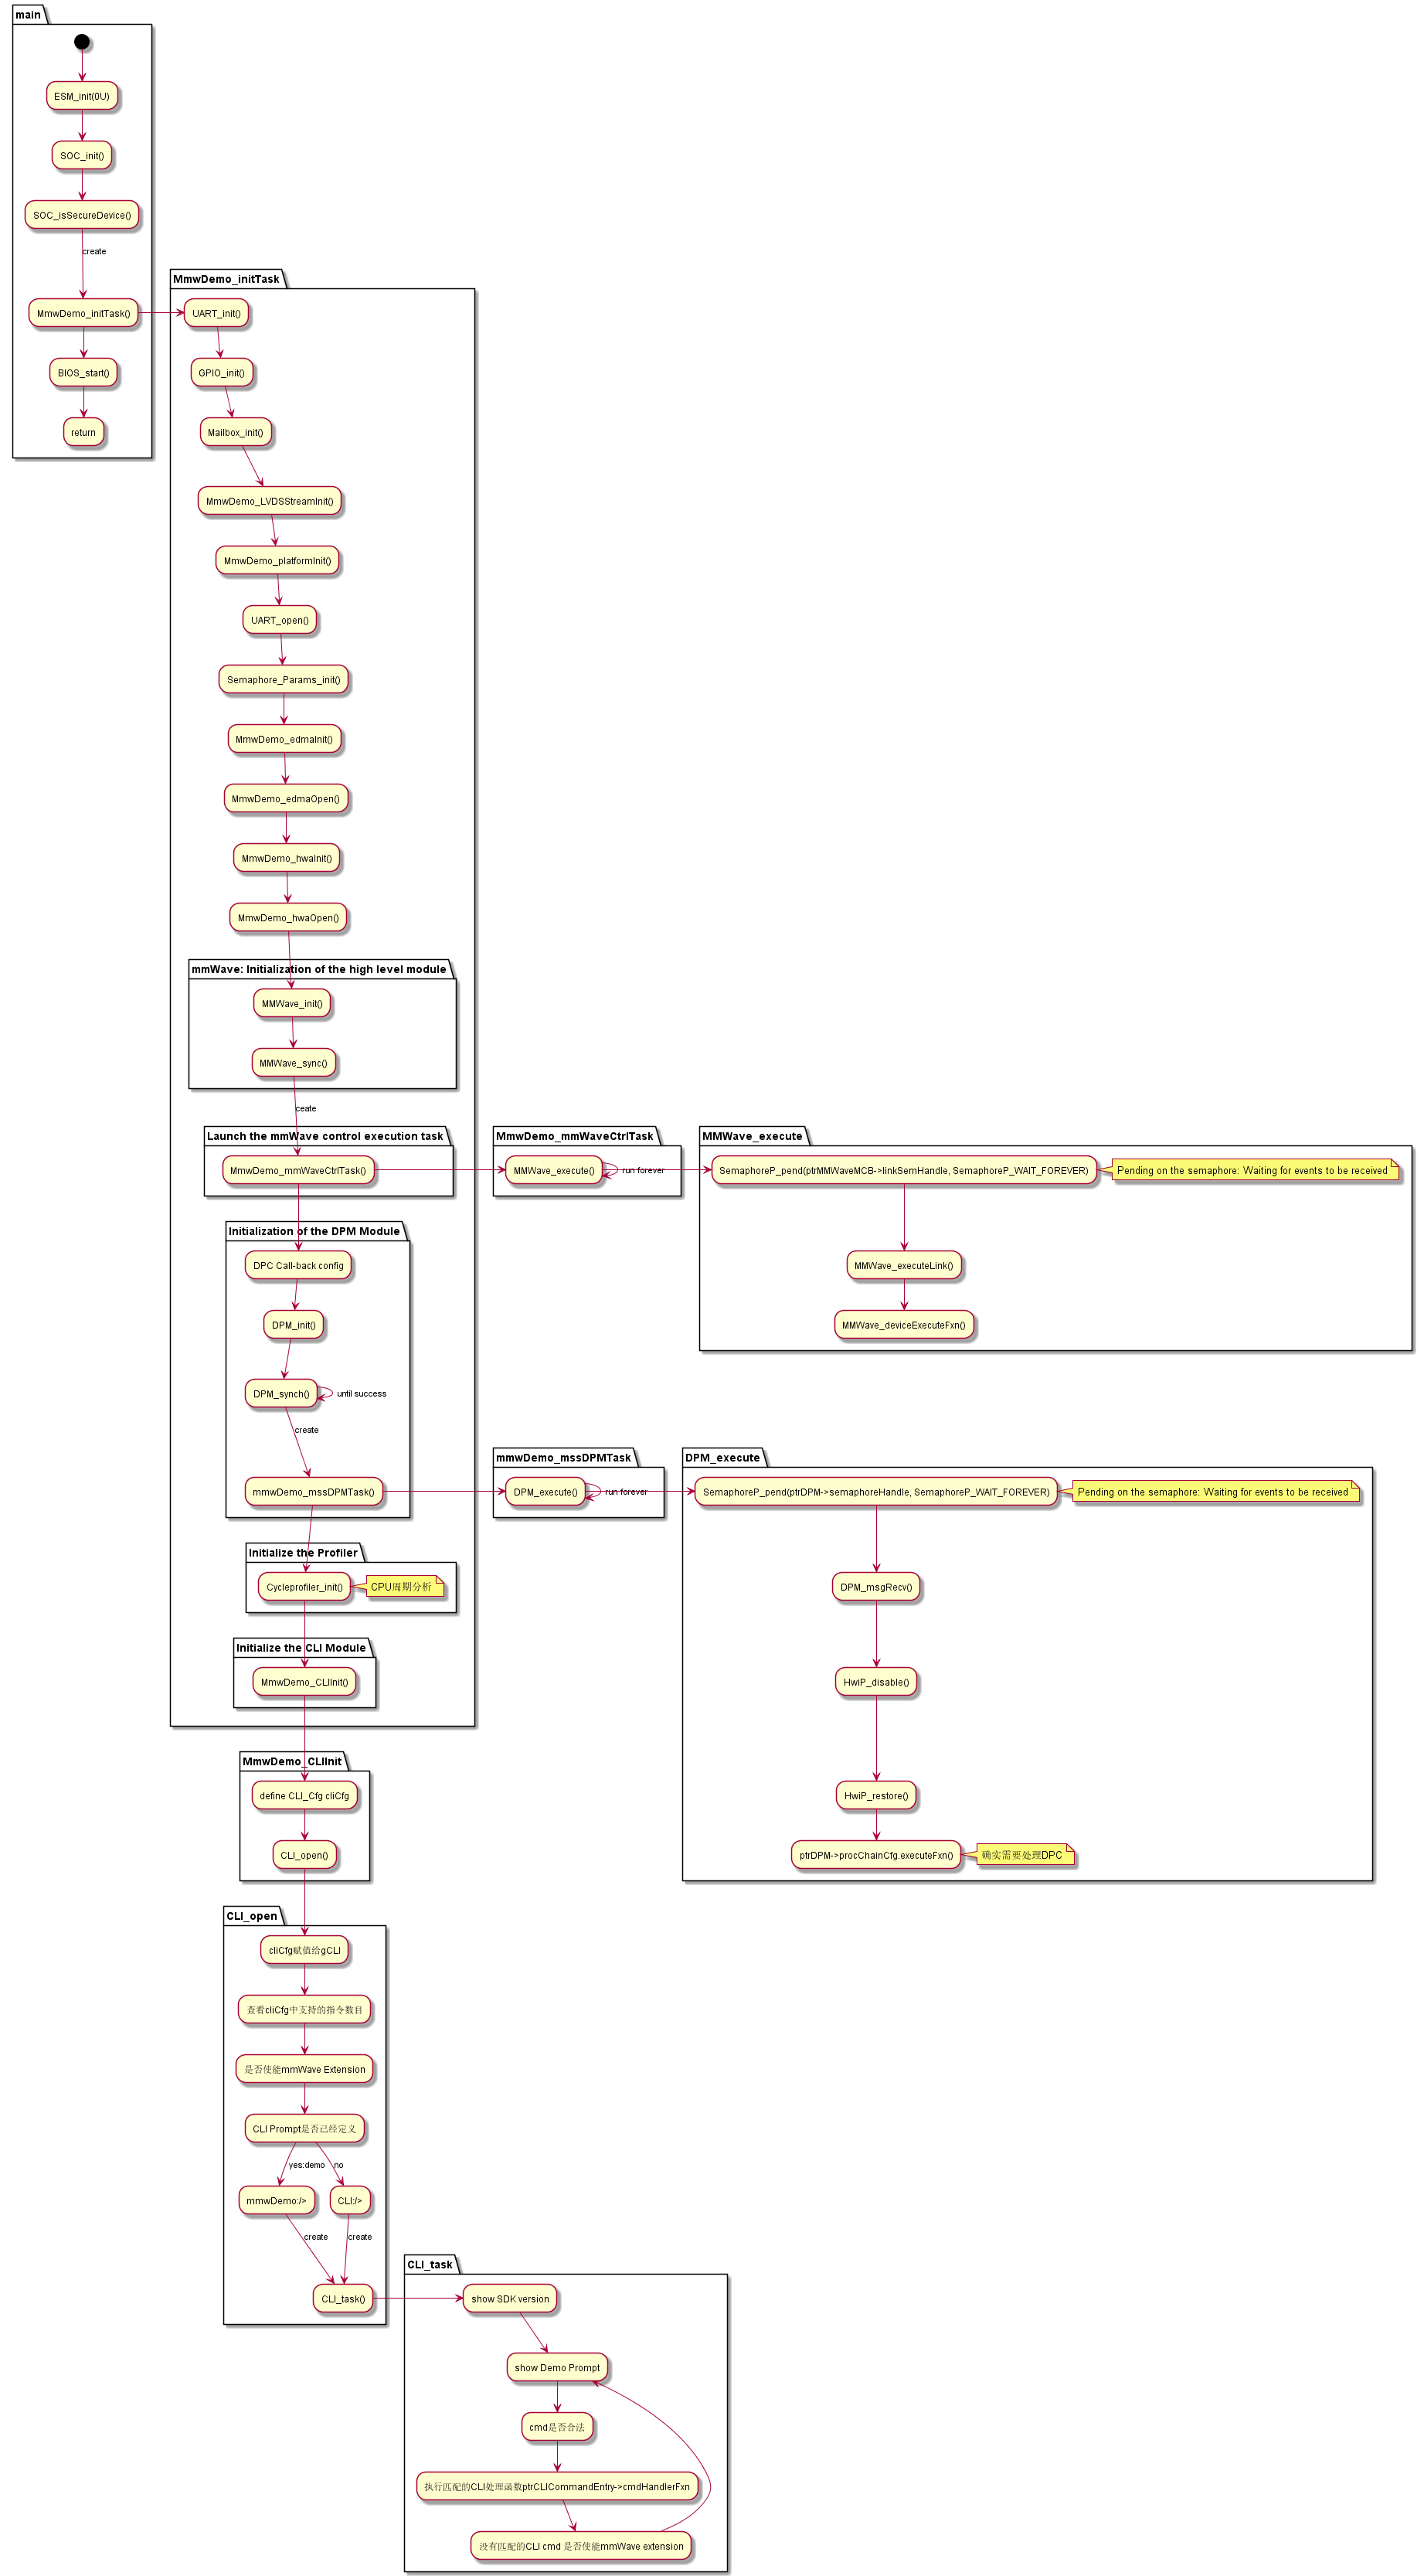 main
ESM_init(0U)
SOC_init()
SOC_isSecureDevice()
create
MmwDemo_initTask()
BIOS_start()
return
MmwDemo_initTask
UART_init()
GPIO_init()
Mailbox_init()
MmwDemo_LVDSStreamInit()
MmwDemo_platformInit()
UART_open()
Semaphore_Params_init()
MmwDemo_edmaInit()
MmwDemo_edmaOpen()
MmwDemo_hwaInit()
MmwDemo_hwaOpen()
mmWave: Initialization of the high level module
MMWave_init()
MMWave_sync()
ceate
Launch the mmWave control execution task
MmwDemo_mmWaveCtrlTask()
MmwDemo_mmWaveCtrlTask
MMWave_execute()
run forever
MMWave_execute
SemaphoreP_pend(ptrMMWaveMCB->linkSemHandle, SemaphoreP_WAIT_FOREVER)
Pending on the semaphore: Waiting for events to be received
MMWave_executeLink()
MMWave_deviceExecuteFxn()
Initialization of the DPM Module
DPC Call-back config
DPM_init()
DPM_synch()
until success
create
mmwDemo_mssDPMTask()
mmwDemo_mssDPMTask
DPM_execute()
run forever
DPM_execute
SemaphoreP_pend(ptrDPM->semaphoreHandle, SemaphoreP_WAIT_FOREVER)
Pending on the semaphore: Waiting for events to be received
DPM_msgRecv()
HwiP_disable()
HwiP_restore()
ptrDPM->procChainCfg.executeFxn()
确实需要处理DPC
Initialize the Profiler
Cycleprofiler_init()
CPU周期分析
Initialize the CLI Module
MmwDemo_CLIInit()
MmwDemo_CLIInit
define CLI_Cfg cliCfg
CLI_open()
CLI_open
cliCfg赋值给gCLI
查看cliCfg中支持的指令数目
是否使能mmWave Extension
CLI Prompt是否已经定义
yes:demo
no
mmwDemo:/>
CLI:/>
create
create
CLI_task()
CLI_task
show SDK version
show Demo Prompt
cmd是否合法
执行匹配的CLI处理函数ptrCLICommandEntry->cmdHandlerFxn
没有匹配的CLI cmd 是否使能mmWave extension